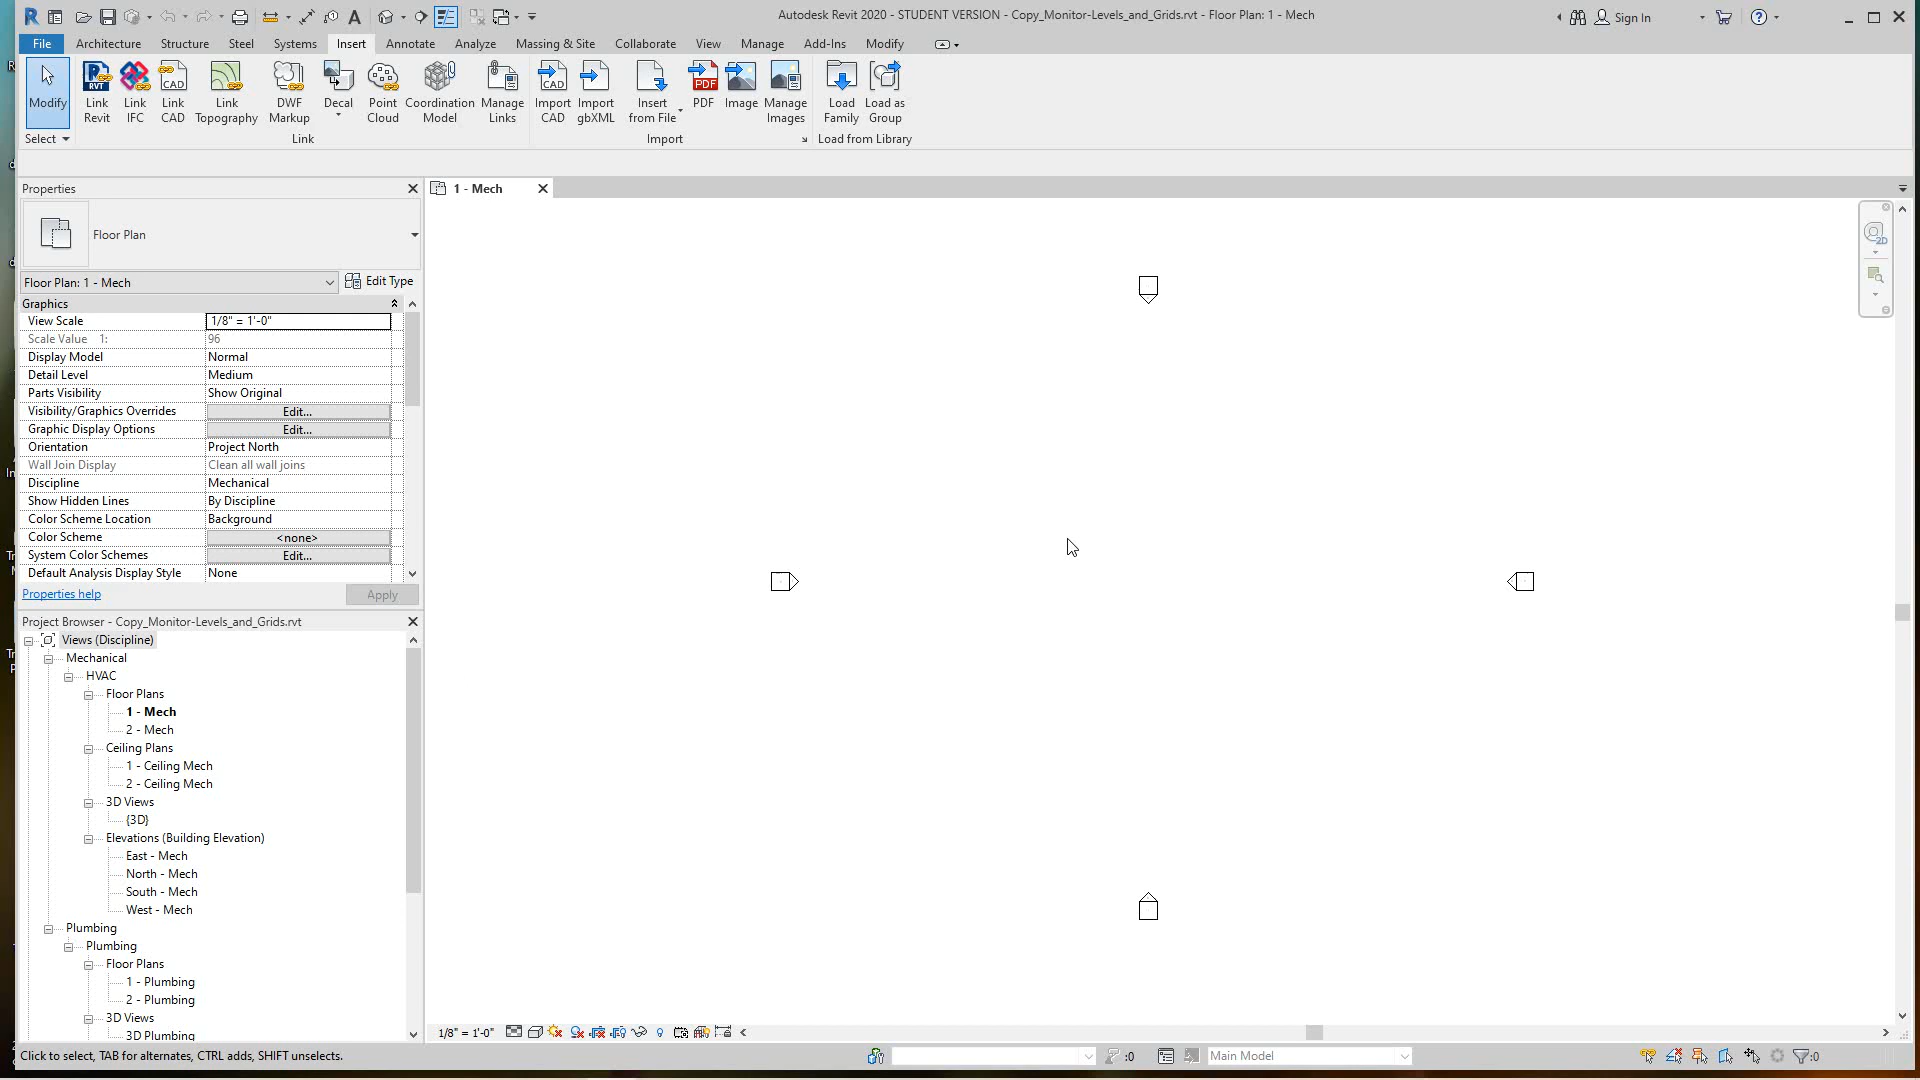 Autodesk Revit 2020 - STUDENT VERSION - Copy_Monitor-Levels_and_Grids.rvt - Floor Plan: 1 - Mech
Sign In
File Architecture Structure Steel Systems Insert Annotate Analyze Massing & Site Collaborate View Manage Add-Ins Modify
Modify
Link Revit
Link IFC
Link CAD
Link Topography
DWF Markup
Decal
Point Cloud
Coordination Model
Manage Links
Import CAD
Import gbXML
Insert from File
PDF
Image
Manage Images
Load Family
Load as Group
Select
Link
Import
Load from Library
Properties
1 - Mech
Floor Plan
Floor Plan: 1 - Mech
Edit Type
Graphics
View Scale 1/8" = 1'-0"
Scale Value 1: 96
Display Model Normal
Detail Level Medium
Parts Visibility Show Original
Visibility/Graphics Overrides Edit...
Graphic Display Options Edit...
Orientation Project North
Wall Join Display Clean all wall joins
Discipline Mechanical
Show Hidden Lines By Discipline
Color Scheme Location Background
Color Scheme <none>
System Color Schemes Edit...
Default Analysis Display Style None
Properties help
Apply
Project Browser - Copy_Monitor-Levels_and_Grids.rvt
Views (Discipline)
Mechanical
HVAC
Floor Plans
1 - Mech
2 - Mech
Ceiling Plans
1 - Ceiling Mech
2 - Ceiling Mech
3D Views
{3D}
Elevations (Building Elevation)
East - Mech
North - Mech
South - Mech
West - Mech
Plumbing
Plumbing
Floor Plans
1 - Plumbing
2 - Plumbing
3D Views
3D Plumbing
1/8" = 1'-0"
Click to select, TAB for alternates, CTRL adds, SHIFT unselects.
:0
Main Model
:0